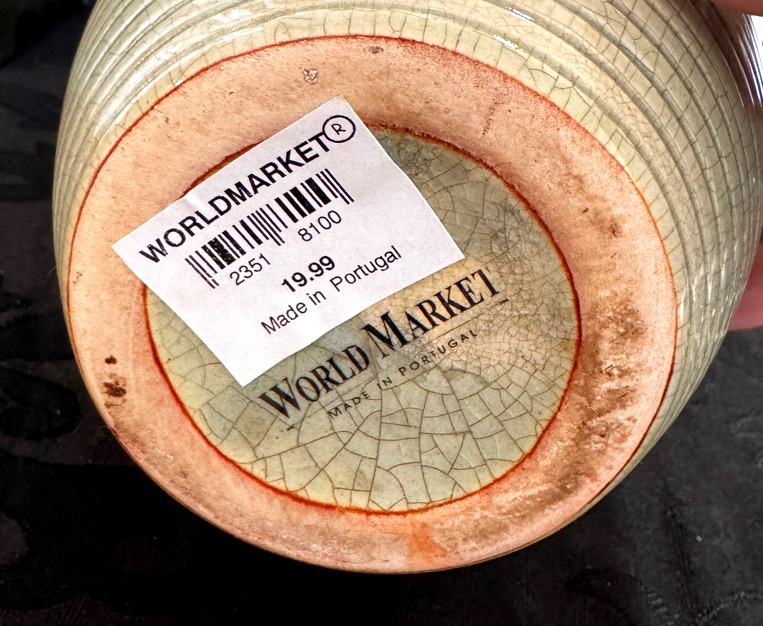 WORLDMARKET®
2351 8100
19.99
Made in Portugal
WORLD MARKET
MADE IN PORTUGAL